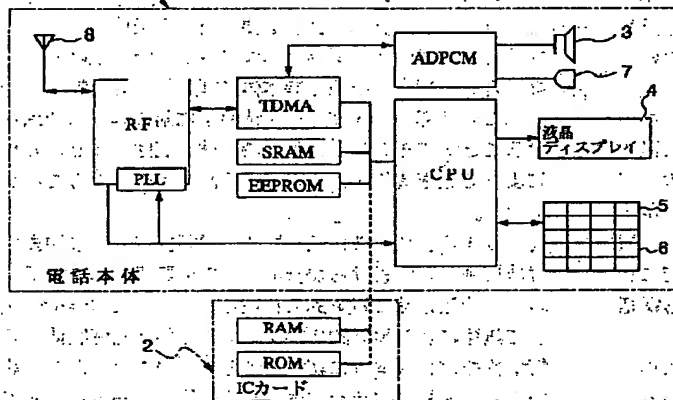 8
3
ADPCM
7
RF
TDMA
4
液晶
ディスプレイ
SRAM
CPU
PLL
EEPROM
5
6
電話本体
2
RAM
ROM
ICカード